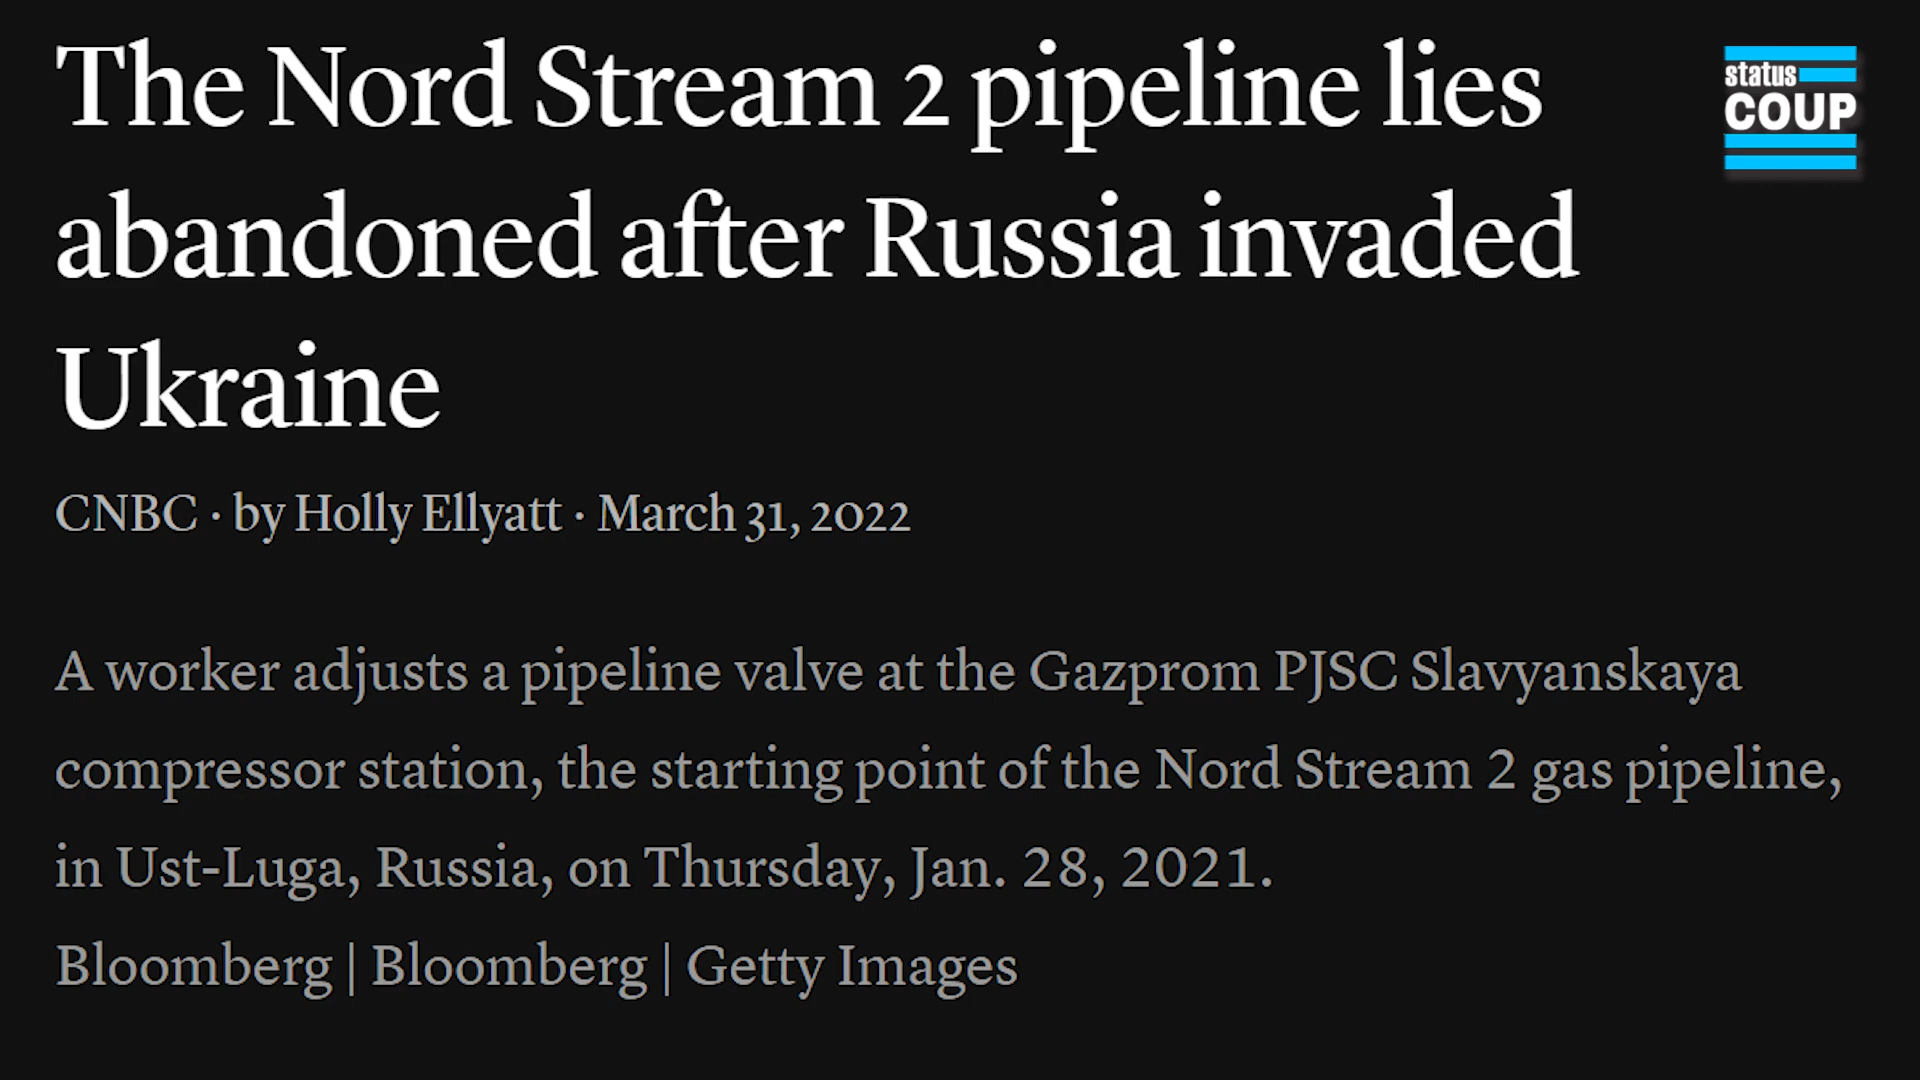 The Nord Stream 2 pipeline lies
abandoned after Russia invaded
Ukraine
status
COUP
CNBC · by Holly Ellyatt · March 31, 2022
A worker adjusts a pipeline valve at the Gazprom PJSC Slavyanskaya
compressor station, the starting point of the Nord Stream 2 gas pipeline,
in Ust-Luga, Russia, on Thursday, Jan. 28, 2021.
Bloomberg | Bloomberg | Getty Images